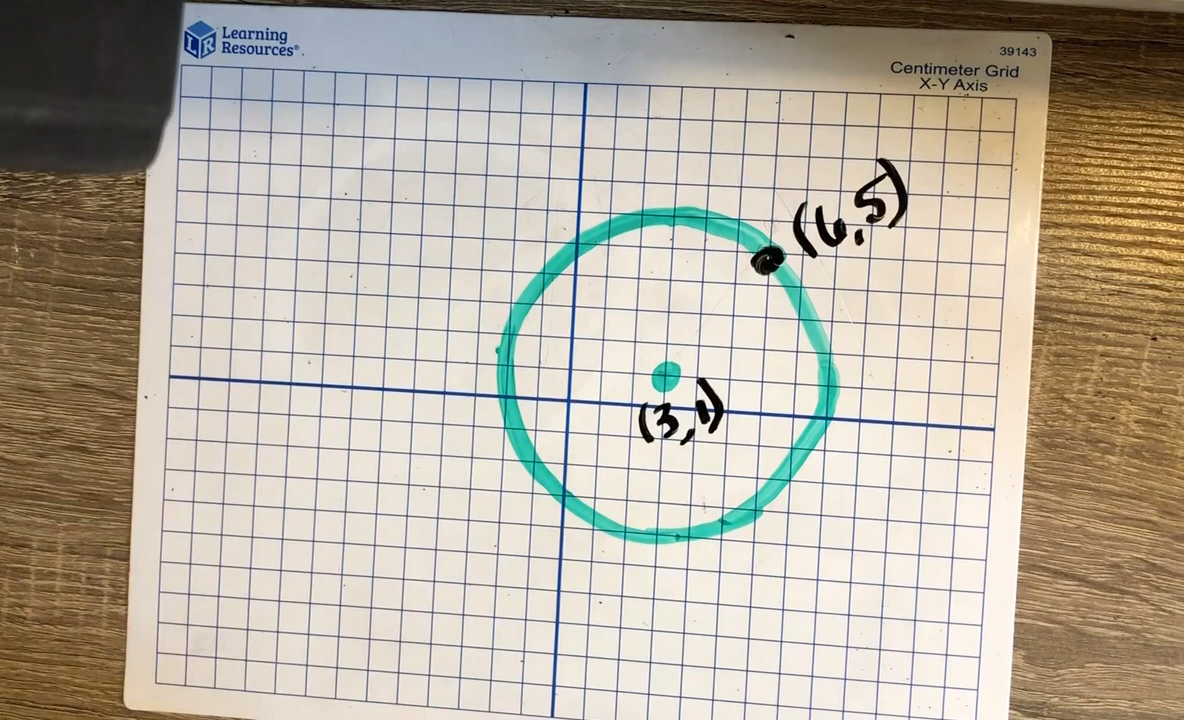 Learning
Resources®
39143
Centimeter Grid
X-Y Axis
(6,5)
(3,1)